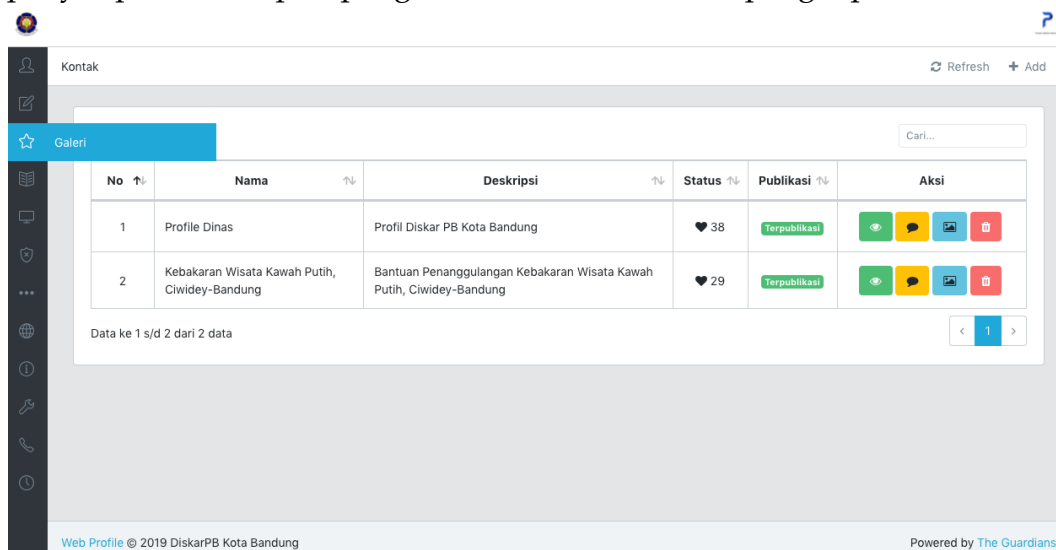 Kontak
Refresh
Add
Galeri
Cari...
No Nama Deskripsi Status Publikasi Aksi
1 Profile Dinas Profil Diskar PB Kota Bandung 38 Terpublikasi
2 Kebakaran Wisata Kawah Putih, Ciwidey-Bandung Bantuan Penanggulangan Kebakaran Wisata Kawah Putih, Ciwidey-Bandung 29 Terpublikasi
Data ke 1 s/d 2 dari 2 data
1
Web Profile © 2019 DiskarPB Kota Bandung
Powered by The Guardians